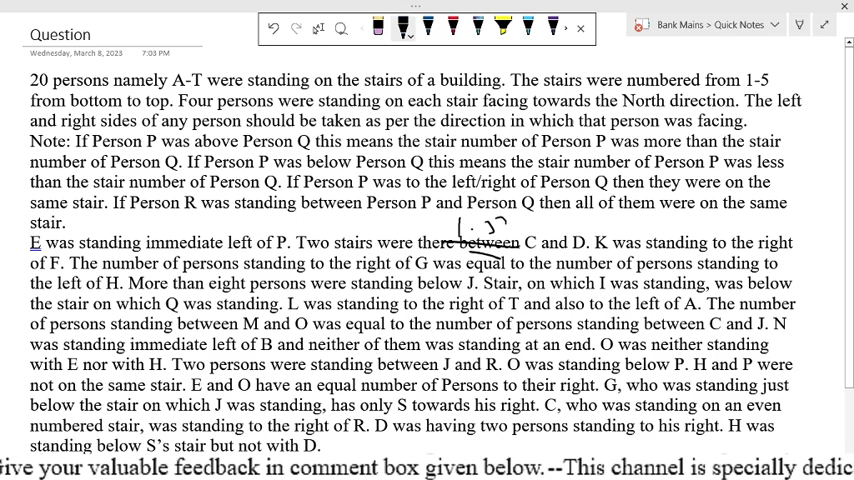 Bank Mains > Quick Notes
Question
Wednesday, March 8, 2023 7:03 PM
20 persons namely A-T were standing on the stairs of a building. The stairs were numbered from 1-5
from bottom to top. Four persons were standing on each stair facing towards the North direction. The left
and right sides of any person should be taken as per the direction in which that person was facing.
Note: If Person P was above Person Q this means the stair number of Person P was more than the stair
number of Person Q. If Person P was below Person Q this means the stair number of Person P was less
than the stair number of Person Q. If Person P was to the left/right of Person Q then they were on the
same stair. If Person R was standing between Person P and Person Q then all of them were on the same
stair.
E was standing immediate left of P. Two stairs were there between C and D. K was standing to the right
of F. The number of persons standing to the right of G was equal to the number of persons standing to
the left of H. More than eight persons were standing below J. Stair, on which I was standing, was below
the stair on which Q was standing. L was standing to the right of T and also to the left of A. The number
of persons standing between M and O was equal to the number of persons standing between C and J. N
was standing immediate left of B and neither of them was standing at an end. O was neither standing
with E nor with H. Two persons were standing between J and R. O was standing below P. H and P were
not on the same stair. E and O have an equal number of Persons to their right. G, who was standing just
below the stair on which J was standing, has only S towards his right. C, who was standing on an even
numbered stair, was standing to the right of R. D was having two persons standing to his right. H was
standing below S's stair but not with D.
Give your valuable feedback in comment box given below.--This channel is specially dedic